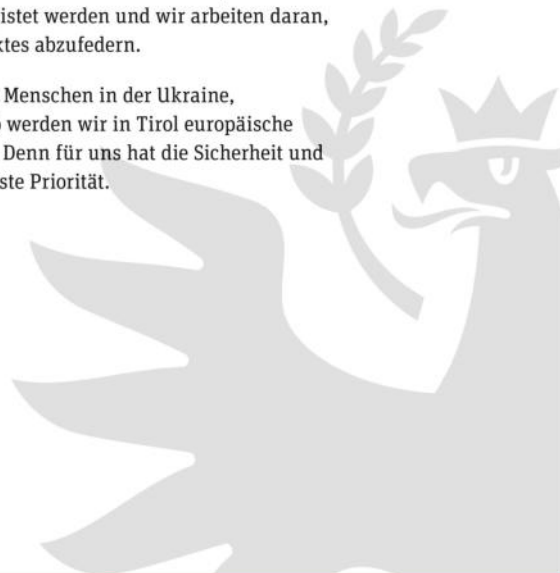 istet werden und wir arbeiten daran,
ktes abzufedern.
Menschen in der Ukraine,
werden wir in Tirol europäische
Denn für uns hat die Sicherheit und
ste Priorität.